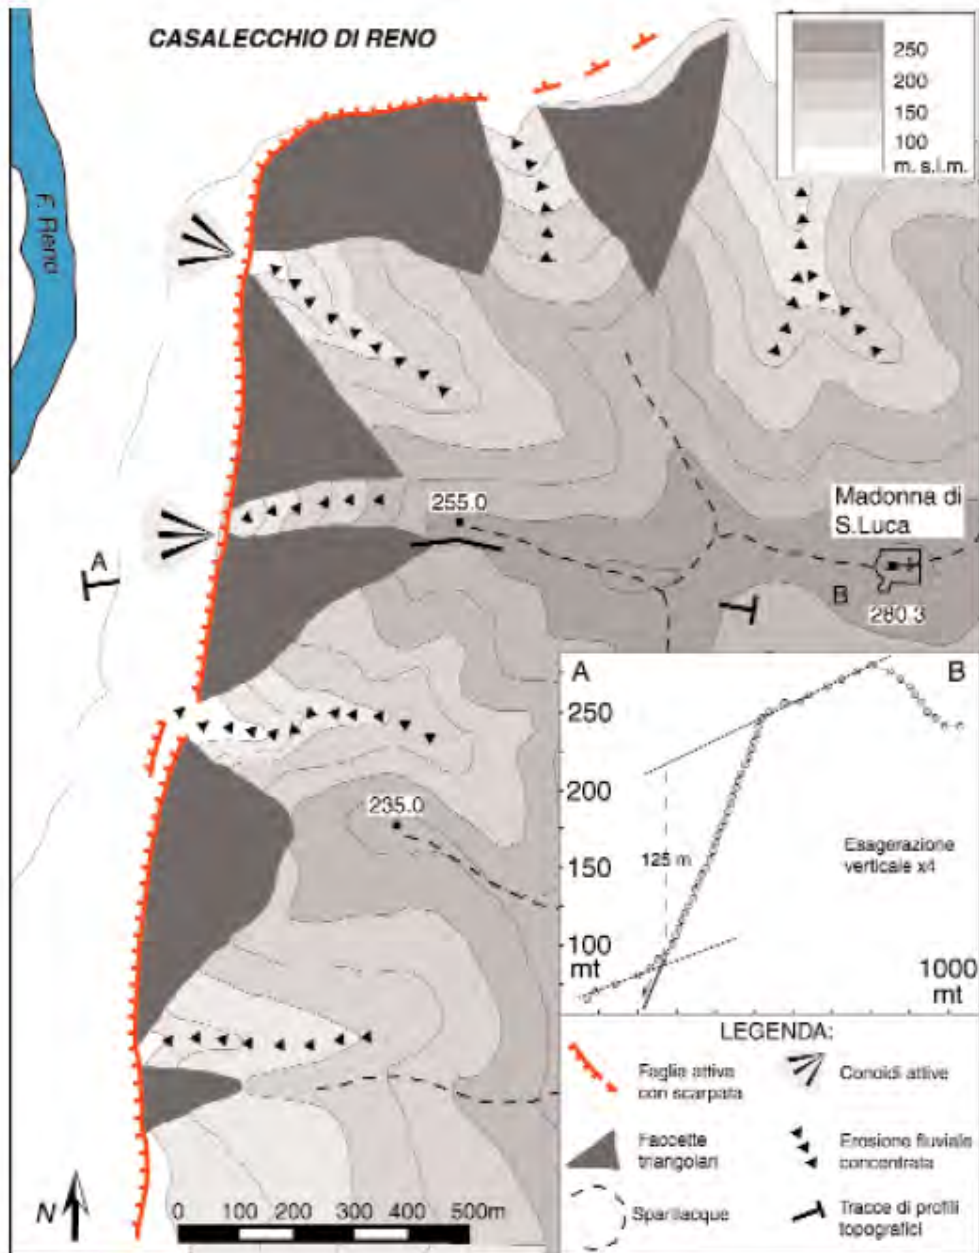 CASALECCHIO DI RENO
250
200
150
100
m. s.l.m.
F. Reno
255.0
Madonna di
S.Luca
A
B
280.3
235.0
A
B
250
200
150
100
mt
125 m
Esagerazione
verticale x4
1000
mt
LEGENDA:
Faglia attiva
con scarpata
Conoidi attive
Faccette
triangolari
Erosione fluviale
concentrata
Spartiacque
Tracce di profili
topografici
N
0 100 200 300 400 500m